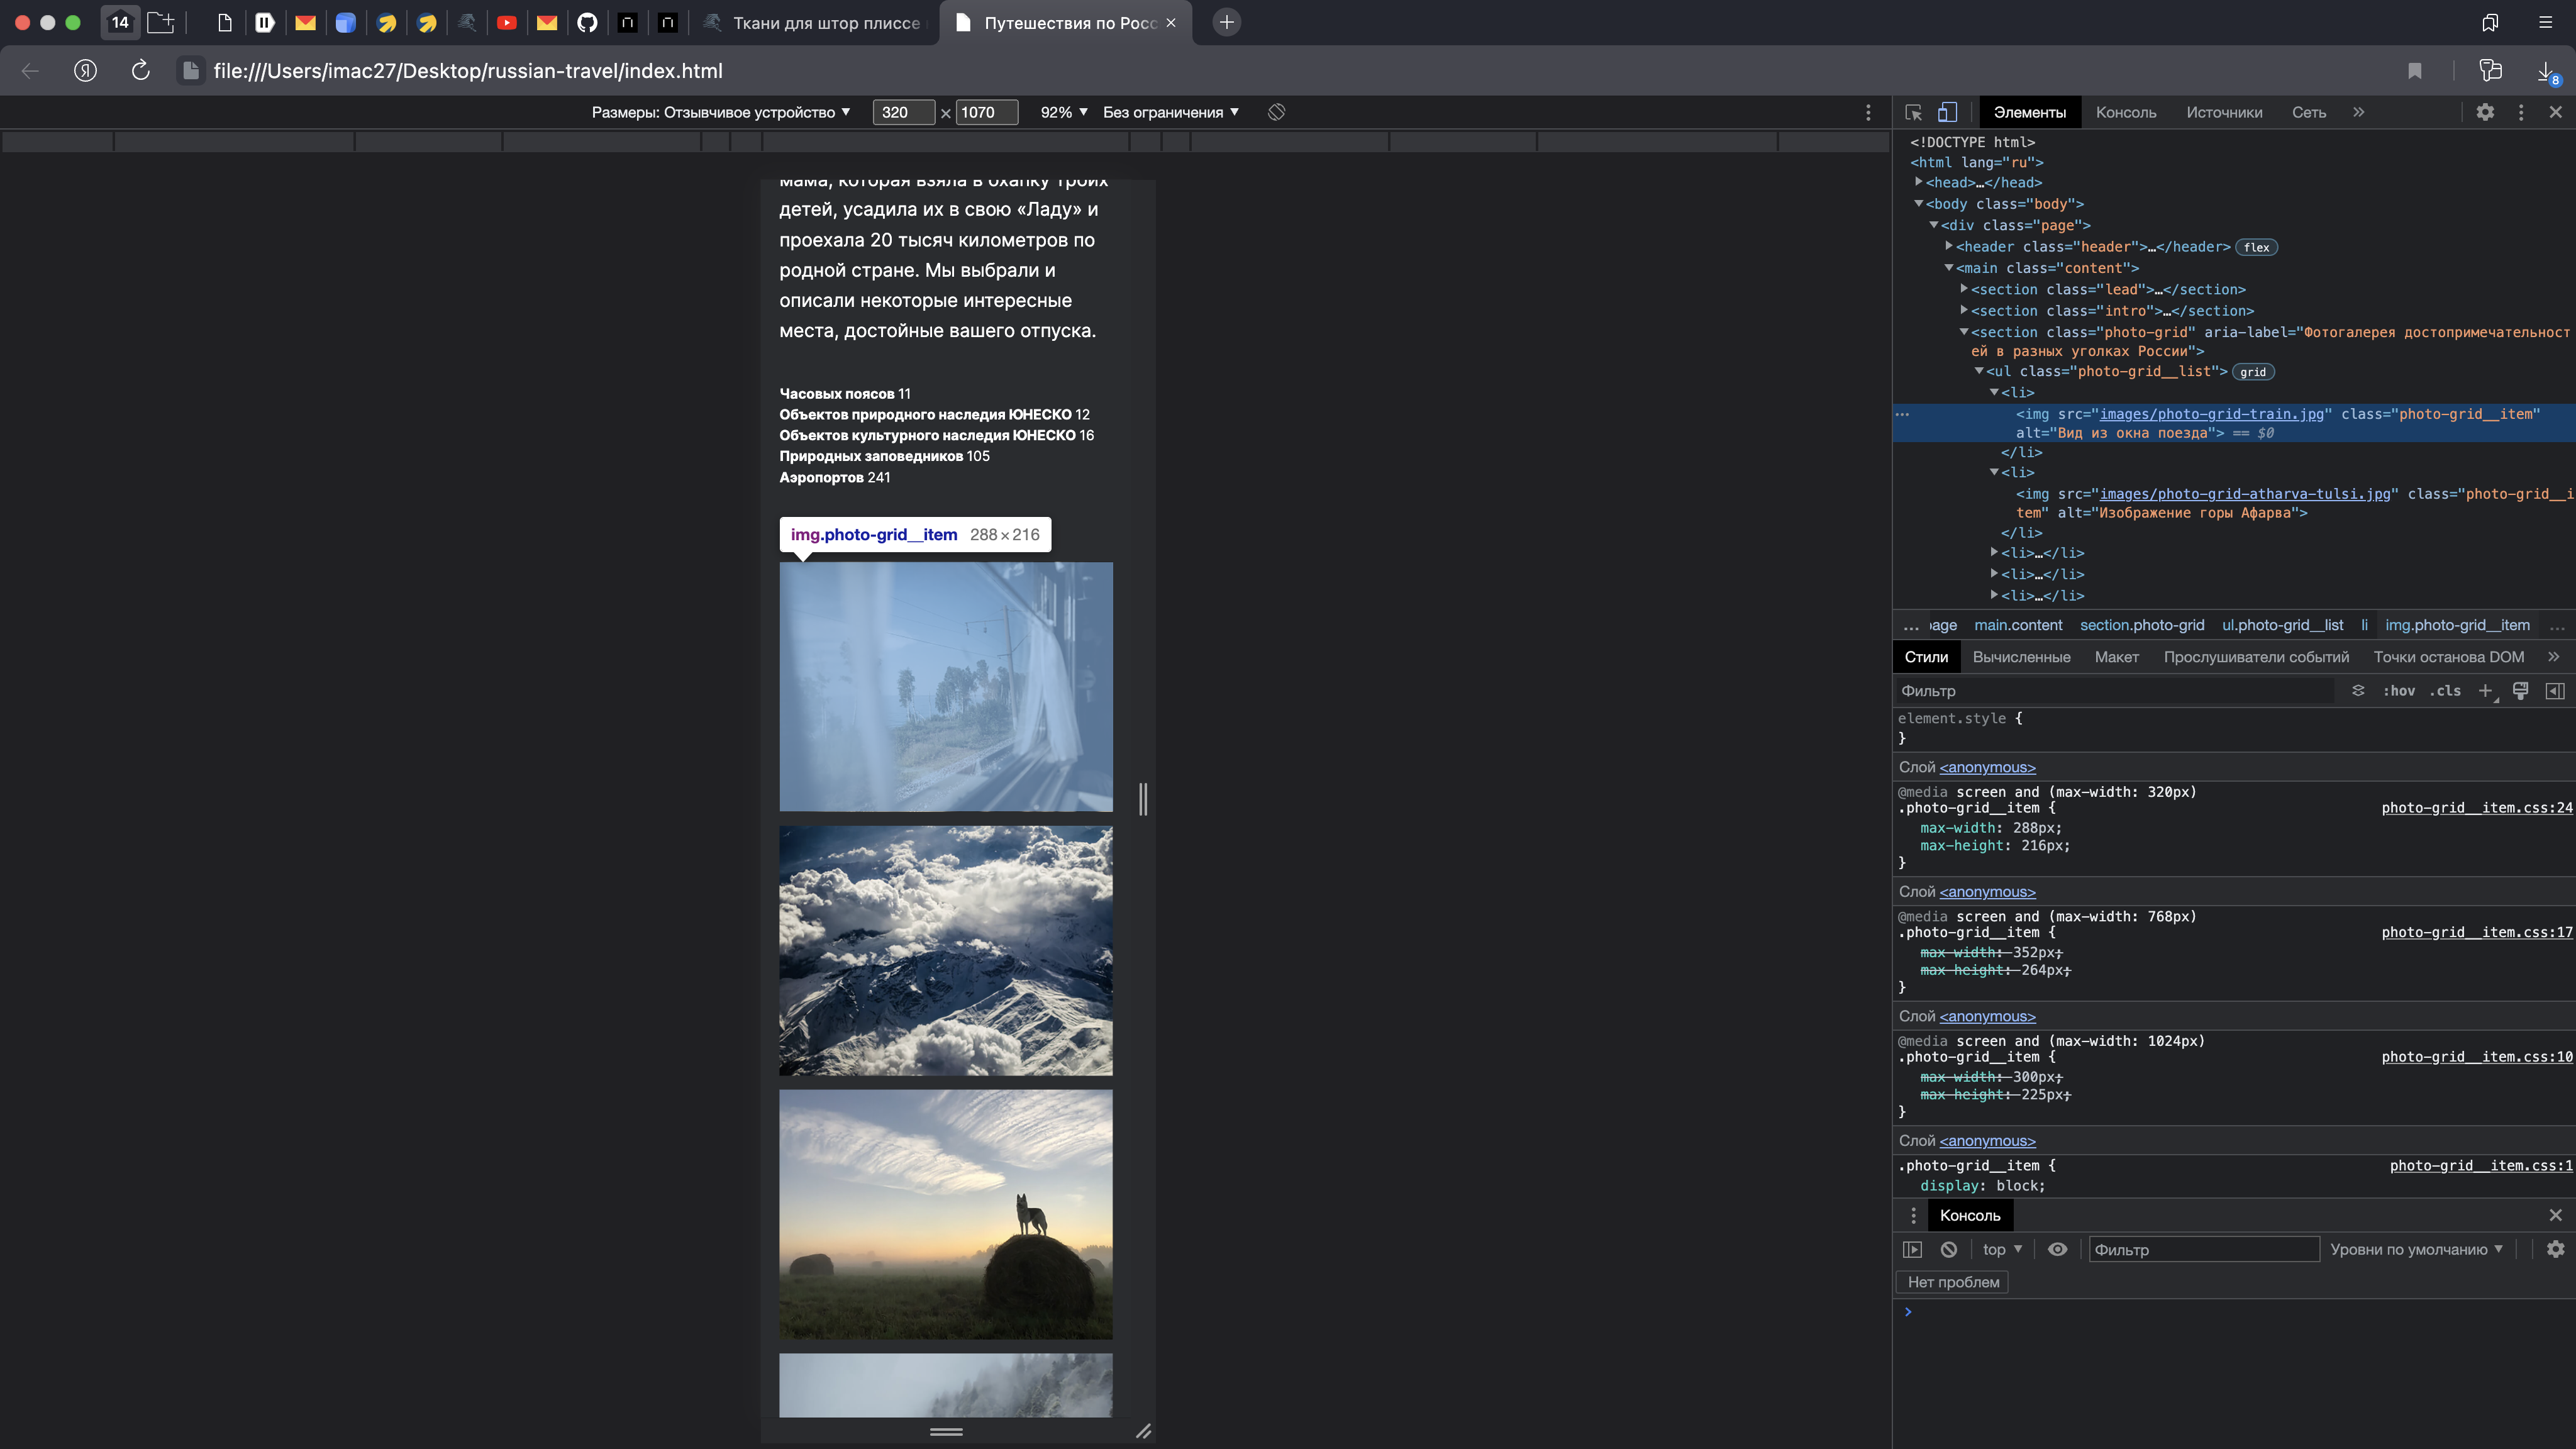 14
Ткани для штор плиссе
Путешествия по Росс
file:///Users/imac27/Desktop/russian-travel/index.html
8
Размеры: Отзывчивое устройство
320 × 1070
92%
Без ограничения
мама, которая взяла в охапку троих
детей, усадила их в свою «Ладу» и
проехала 20 тысяч километров по
родной стране. Мы выбрали и
описали некоторые интересные
места, достойные вашего отпуска.
Часовых поясов 11
Объектов природного наследия ЮНЕСКО 12
Объектов культурного наследия ЮНЕСКО 16
Природных заповедников 105
Аэропортов 241
img.photo-grid__item 288 × 216
Элементы Консоль Источники Сеть
<!DOCTYPE html>
<html lang="ru">
<head>…</head>
<body class="body">
<div class="page">
<header class="header">…</header> flex
<main class="content">
<section class="lead">…</section>
<section class="intro">…</section>
<section class="photo-grid" aria-label="Фотогалерея достопримечательност
ей в разных уголках России">
<ul class="photo-grid__list"> grid
<li>
<img src="images/photo-grid-train.jpg" class="photo-grid__item"
alt="Вид из окна поезда"> == $0
</li>
<li>
<img src="images/photo-grid-atharva-tulsi.jpg" class="photo-grid__i
tem" alt="Изображение горы Афарва">
</li>
<li>…</li>
<li>…</li>
<li>…</li>
… page main.content section.photo-grid ul.photo-grid__list li img.photo-grid__item …
Стили Вычисленные Макет Прослушиватели событий Точки останова DOM
Фильтр :hov .cls
element.style {
}
Слой <anonymous>
@media screen and (max-width: 320px)
.photo-grid__item { photo-grid__item.css:24
max-width: 288px;
max-height: 216px;
}
Слой <anonymous>
@media screen and (max-width: 768px)
.photo-grid__item { photo-grid__item.css:17
max-width: 352px;
max-height: 264px;
}
Слой <anonymous>
@media screen and (max-width: 1024px)
.photo-grid__item { photo-grid__item.css:10
max-width: 300px;
max-height: 225px;
}
Слой <anonymous>
.photo-grid__item { photo-grid__item.css:1
display: block;
Консоль
top Фильтр Уровни по умолчанию
Нет проблем